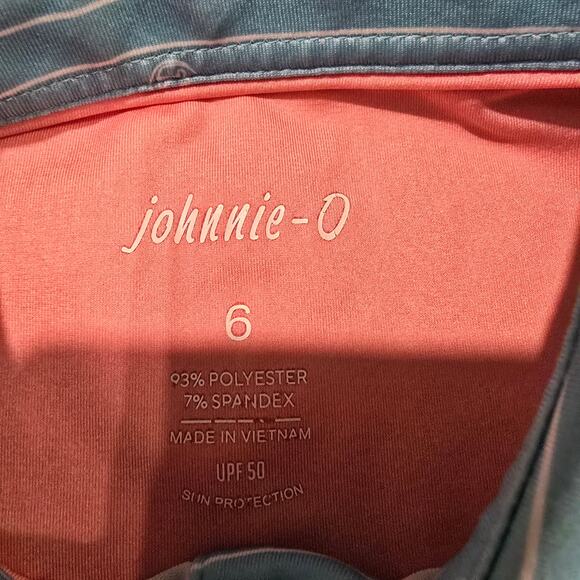 johnnie-O
6
93% POLYESTER
7% SPANDEX
MADE IN VIETNAM
UPF 50
SUN PROTECTION